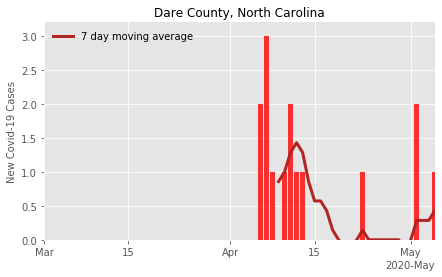 Dare County, North Carolina
7 day moving average
New Covid-19 Cases
3.0
2.5
2.0
1.5
1.0
0.5
0.0
Mar 15 Apr 15 May
2020-May